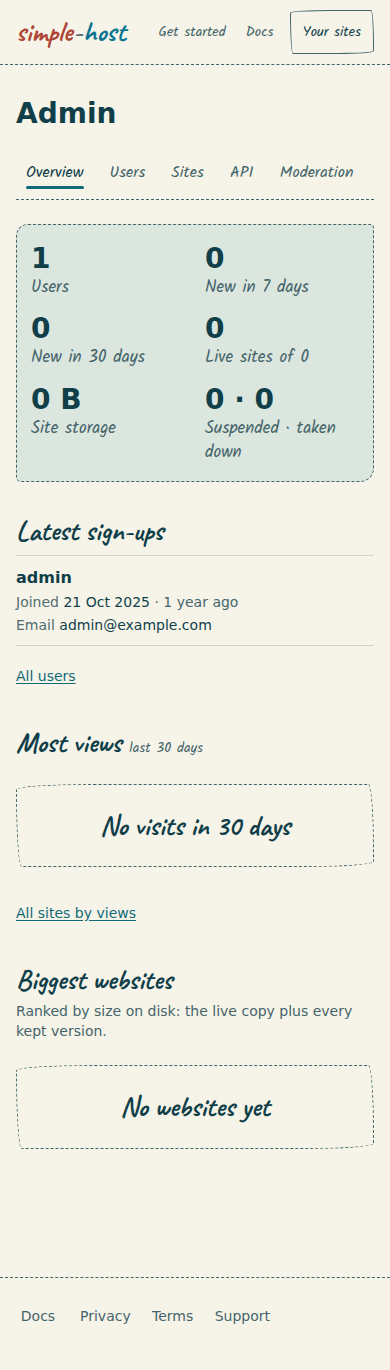 simple-host Get started Docs Your sites
Admin
Overview Users Sites API Moderation
1 0
Users New in 7 days
0 0
New in 30 days Live sites of 0
0 B 0 · 0
Site storage Suspended · taken down
Latest sign-ups
admin
Joined 21 Oct 2025 · 1 year ago
Email admin@example.com
All users
Most views last 30 days
No visits in 30 days
All sites by views
Biggest websites
Ranked by size on disk: the live copy plus every
kept version.
No websites yet
Docs Privacy Terms Support